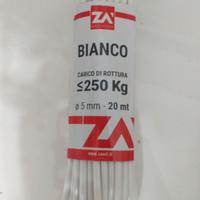 ZA
BIANCO
CARICO DI ROTTURA
≤250 Kg
ø 5 mm - 20 mt
ZA